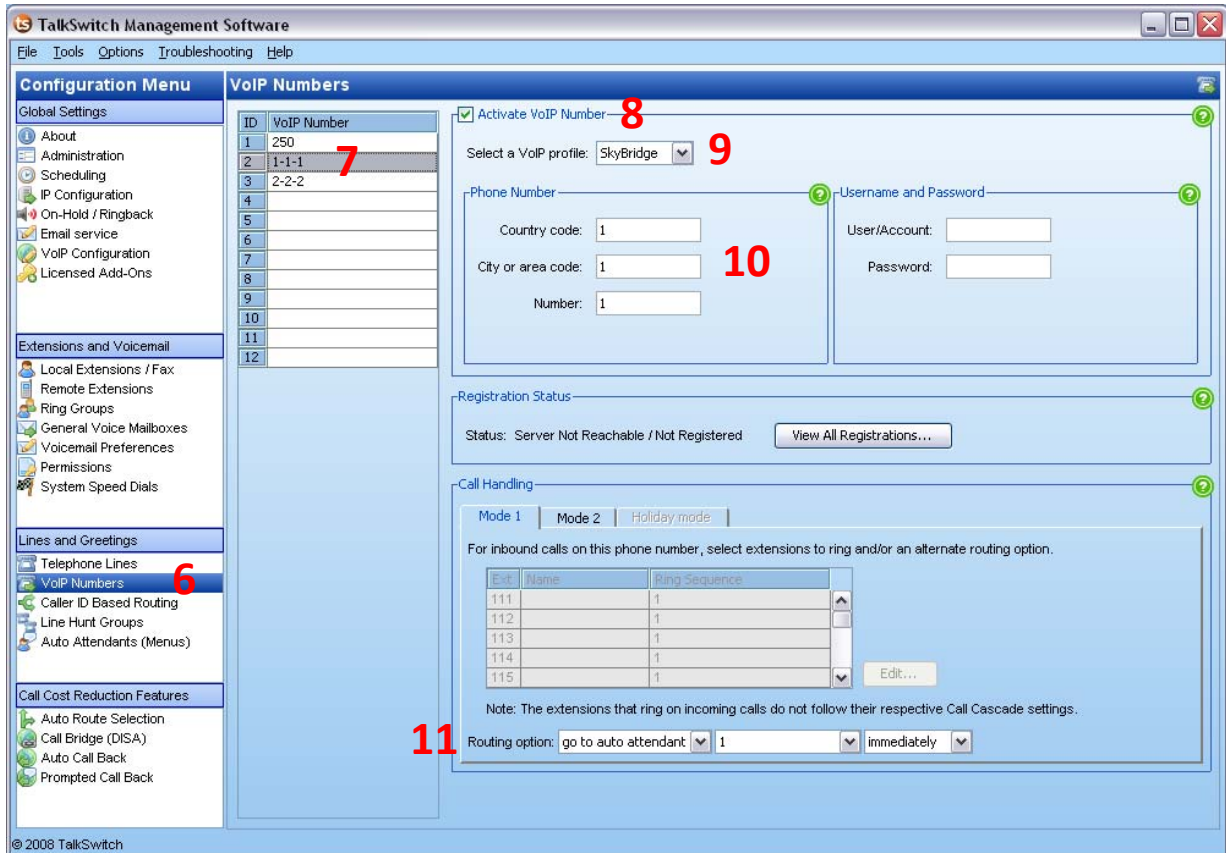 TalkSwitch Management Software
File Tools Options Troubleshooting Help
Configuration Menu
Global Settings
About
Administration
Scheduling
IP Configuration
On-Hold / Ringback
Email service
VoIP Configuration
Licensed Add-Ons
Extensions and Voicemail
Local Extensions / Fax
Remote Extensions
Ring Groups
General Voice Mailboxes
Voicemail Preferences
Permissions
System Speed Dials
Lines and Greetings
Telephone Lines
VoIP Numbers 6
Caller ID Based Routing
Line Hunt Groups
Auto Attendants (Menus)
Call Cost Reduction Features
Auto Route Selection
Call Bridge (DISA)
Auto Call Back
Prompted Call Back
VoIP Numbers
ID VoIP Number
1 250
2 1-1-1 7
3 2-2-2
4
5
6
7
8
9
10
11
12
Activate VoIP Number 8
Select a VoIP profile: SkyBridge 9
Phone Number
Country code: 1
City or area code: 1 10
Number: 1
Username and Password
User/Account:
Password:
Registration Status
Status: Server Not Reachable / Not Registered View All Registrations...
Call Handling
Mode 1 Mode 2 Holiday mode
For inbound calls on this phone number, select extensions to ring and/or an alternate routing option.
Ext Name Ring Sequence
111 1
112 1
113 1
114 1
115 1
Edit...
Note: The extensions that ring on incoming calls do not follow their respective Call Cascade settings.
11 Routing option: go to auto attendant 1 immediately
© 2008 TalkSwitch